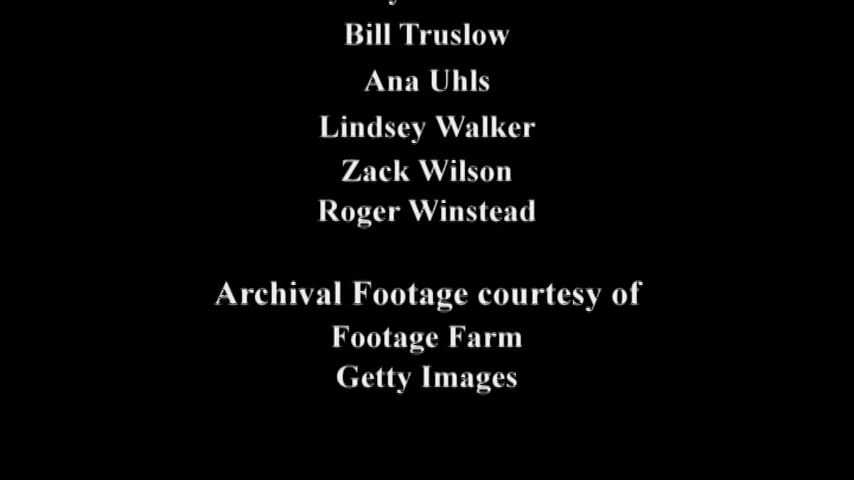 Bill Truslow
Ana Uhls
Lindsey Walker
Zack Wilson
Roger Winstead
Archival Footage courtesy of
Footage Farm
Getty Images